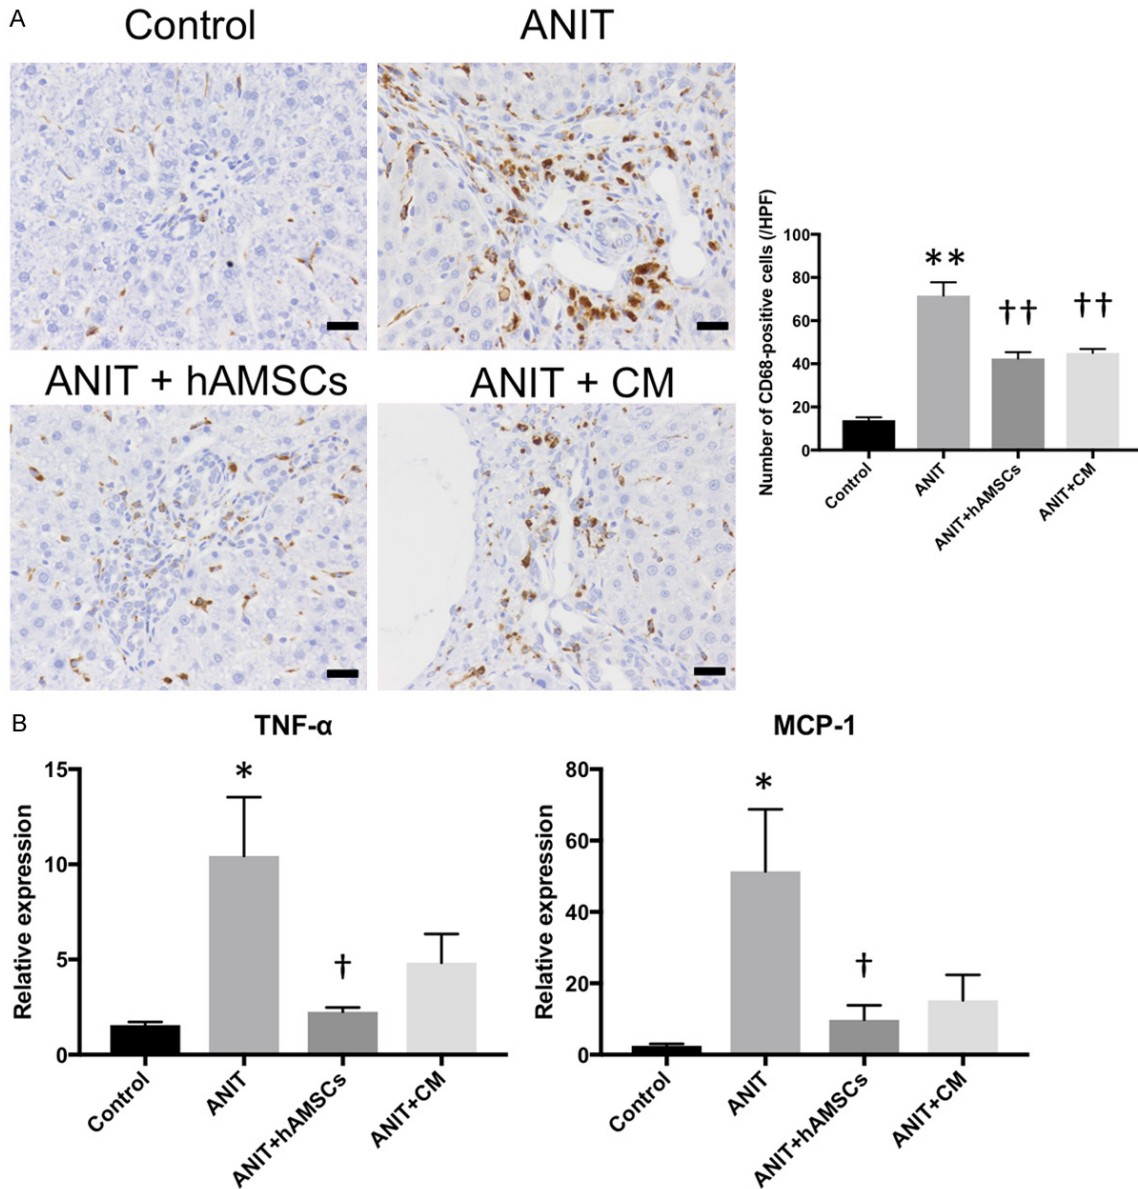 A
Control
ANIT
ANIT + hAMSCs
ANIT + CM
Number of CD68-positive cells (/HPF)
100
80
60
40
20
0
**
††
††
Control
ANIT
ANIT+hAMSCs
ANIT+CM
B
TNF-α
Relative expression
15
10
5
0
*
†
Control
ANIT
ANIT+hAMSCs
ANIT+CM
MCP-1
Relative expression
80
60
40
20
0
*
†
Control
ANIT
ANIT+hAMSCs
ANIT+CM